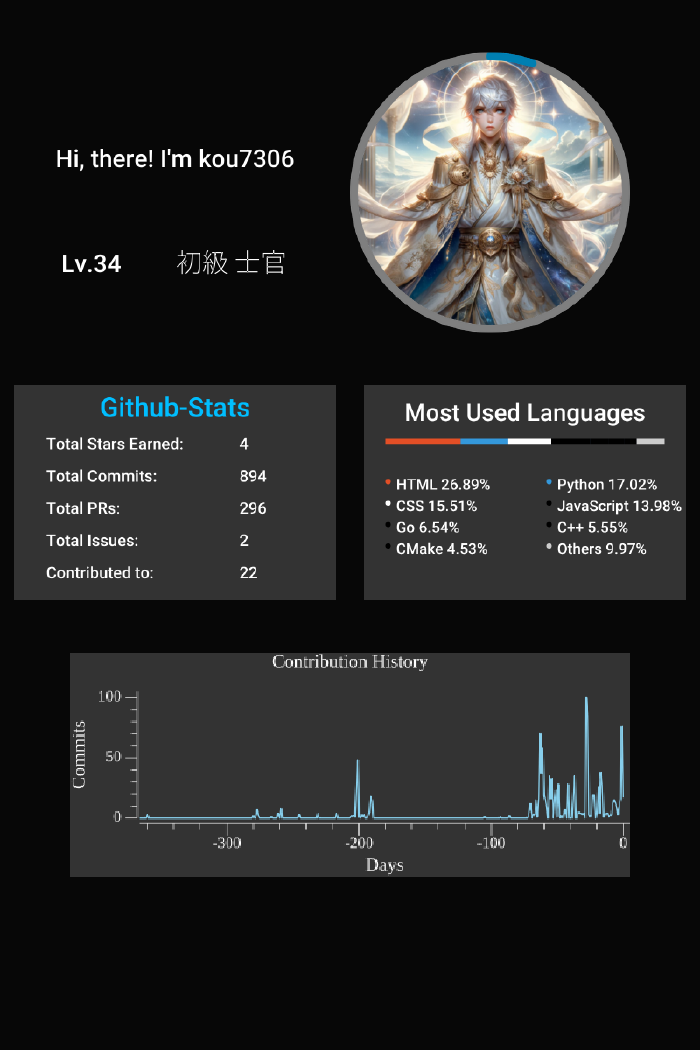 Hi, there! I'm kou7306
Lv.34 初級 士官
Github-Stats
Total Stars Earned: 4
Total Commits: 894
Total PRs: 296
Total Issues: 2
Contributed to: 22
Most Used Languages
HTML 26.89% Python 17.02%
CSS 15.51% JavaScript 13.98%
Go 6.54% C++ 5.55%
CMake 4.53% Others 9.97%
Contribution History
Commits
100
50
0
-300 -200 -100 0
Days